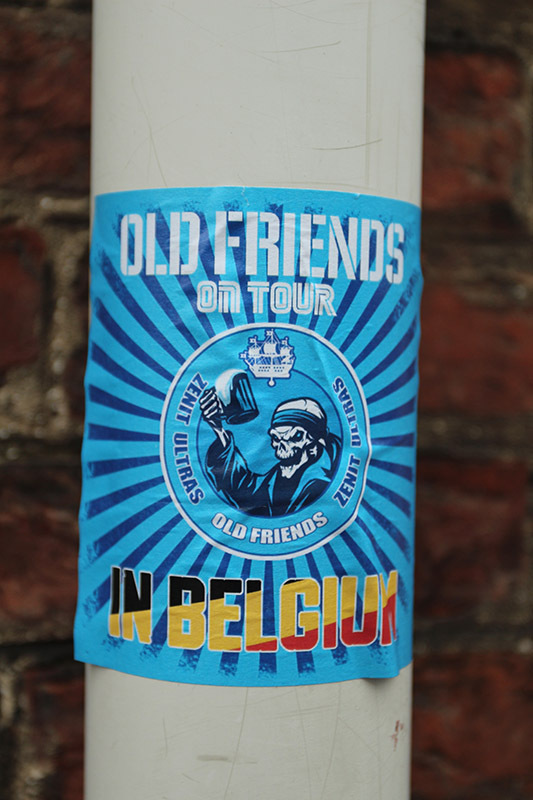 OLD FRIENDS
ON TOUR
ZENIT ULTRAS
ZENIT ULTRAS
OLD FRIENDS
IN BELGIUM